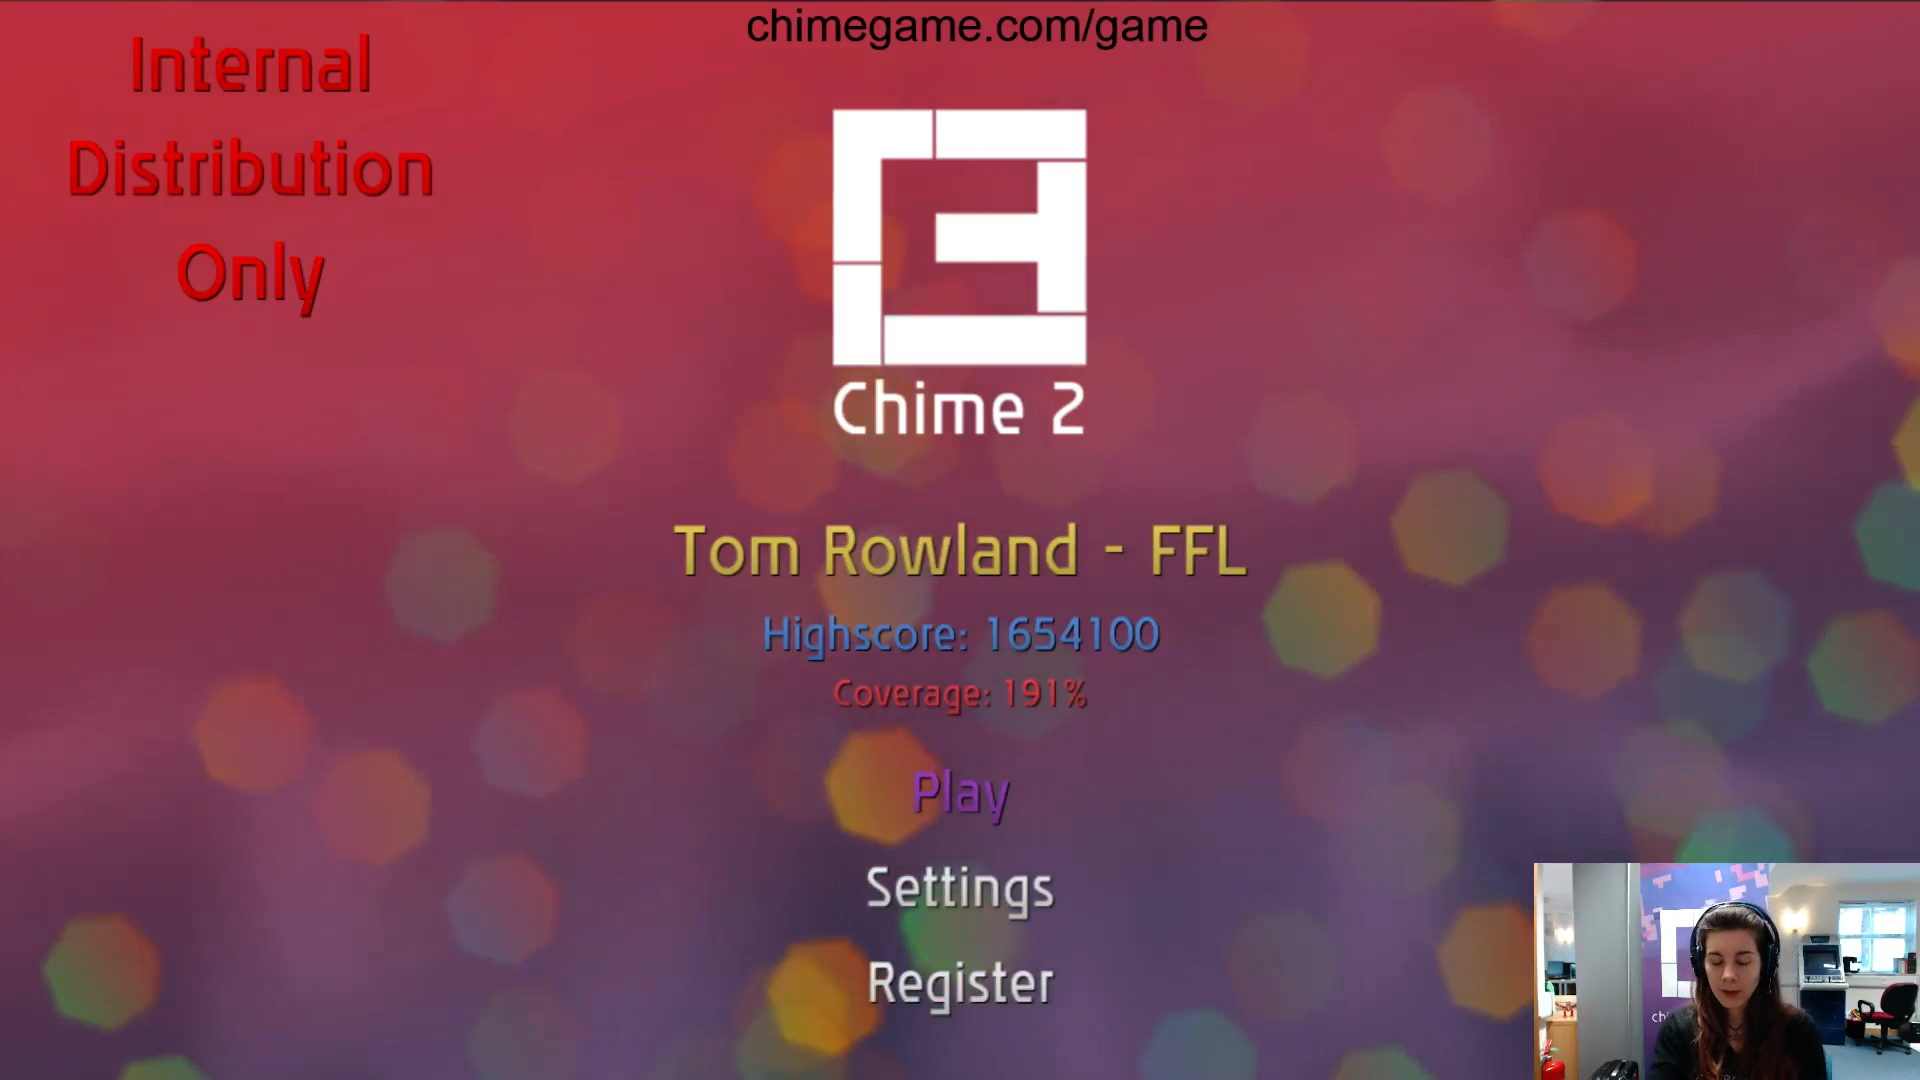 chimegame.com/game
Internal
Distribution
Only
Chime 2
Tom Rowland - FFL
Highscore: 1654100
Coverage: 191%
Play
Settings
Register